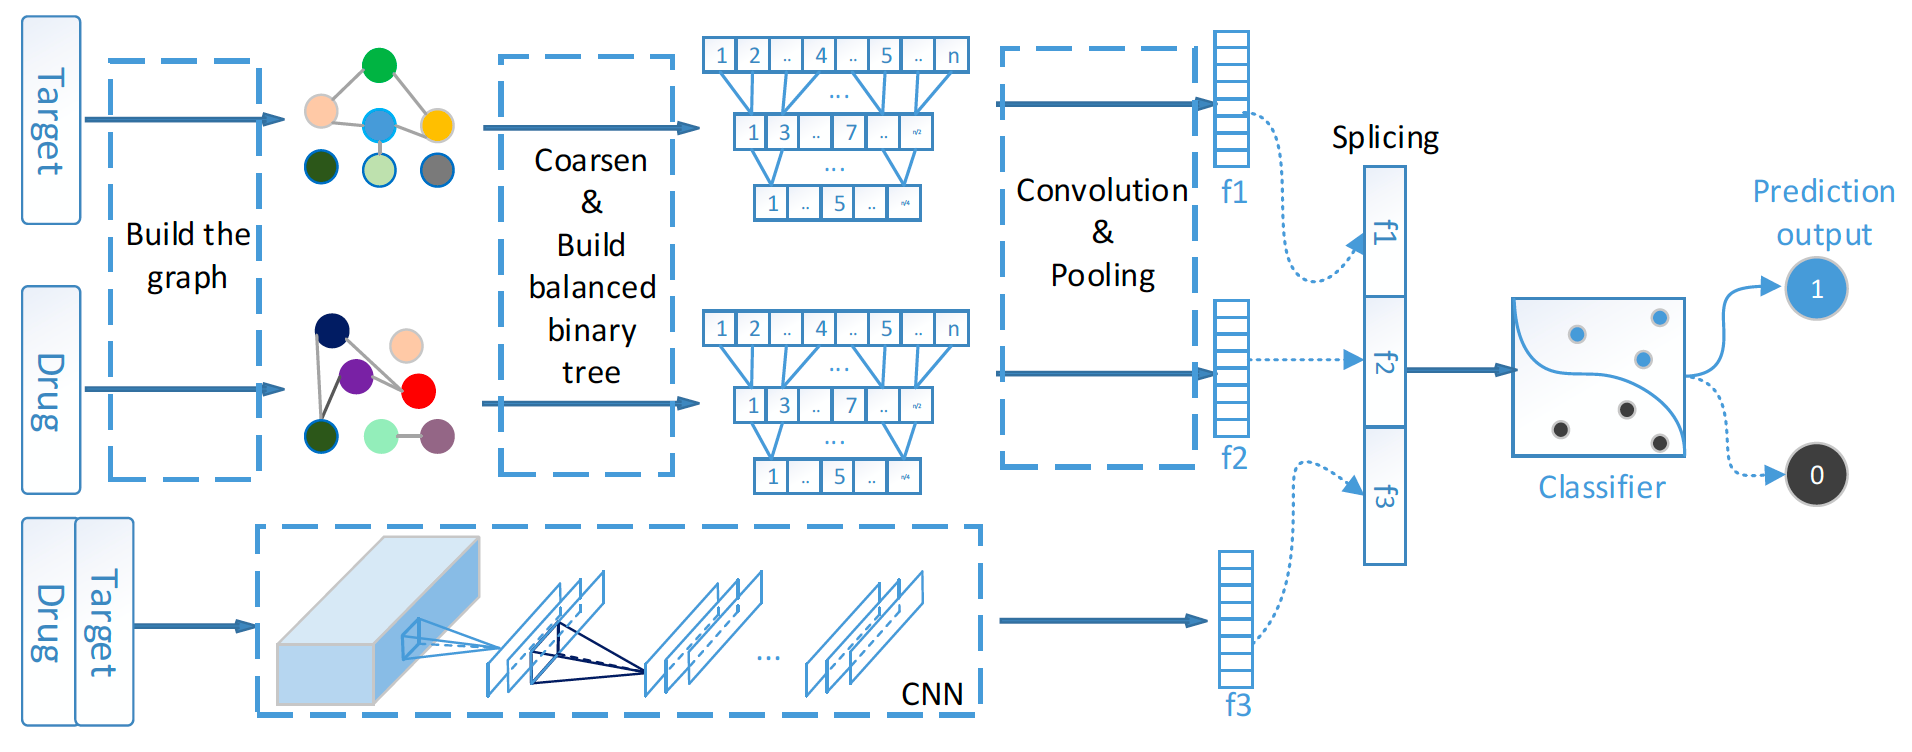 Target
Build the
graph
Drug
Drug
Target
Coarsen
&
Build
balanced
binary
tree
1 2 .. 4 .. 5 .. n
...
1 3 .. 7 .. n/2
...
1 .. 5 .. n/4
1 2 .. 4 .. 5 .. n
...
1 3 .. 7 .. n/2
...
1 .. 5 .. n/4
...
CNN
Convolution
&
Pooling
f1
f2
f3
Splicing
f1
f2
f3
Classifier
Prediction
output
1
0